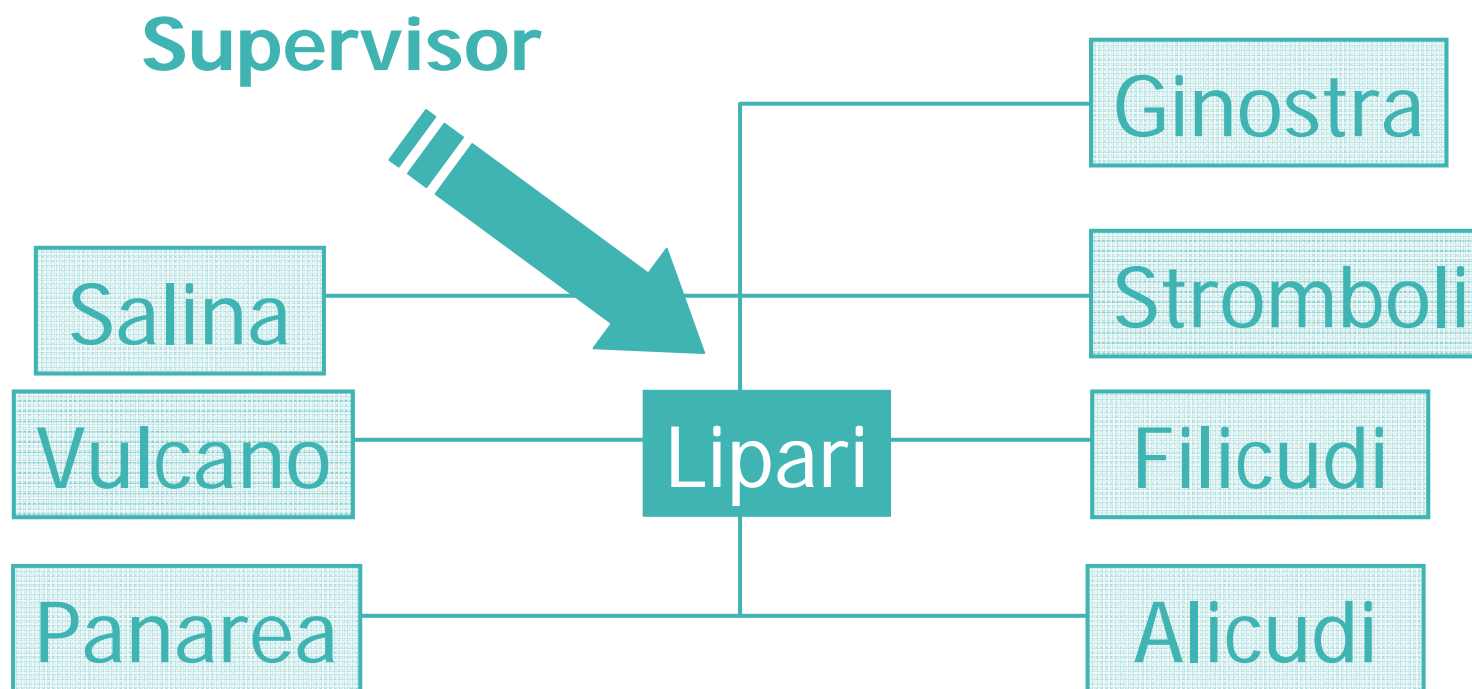 Supervisor
Ginostra
Salina
Stromboli
Vulcano
Lipari
Filicudi
Panarea
Alicudi